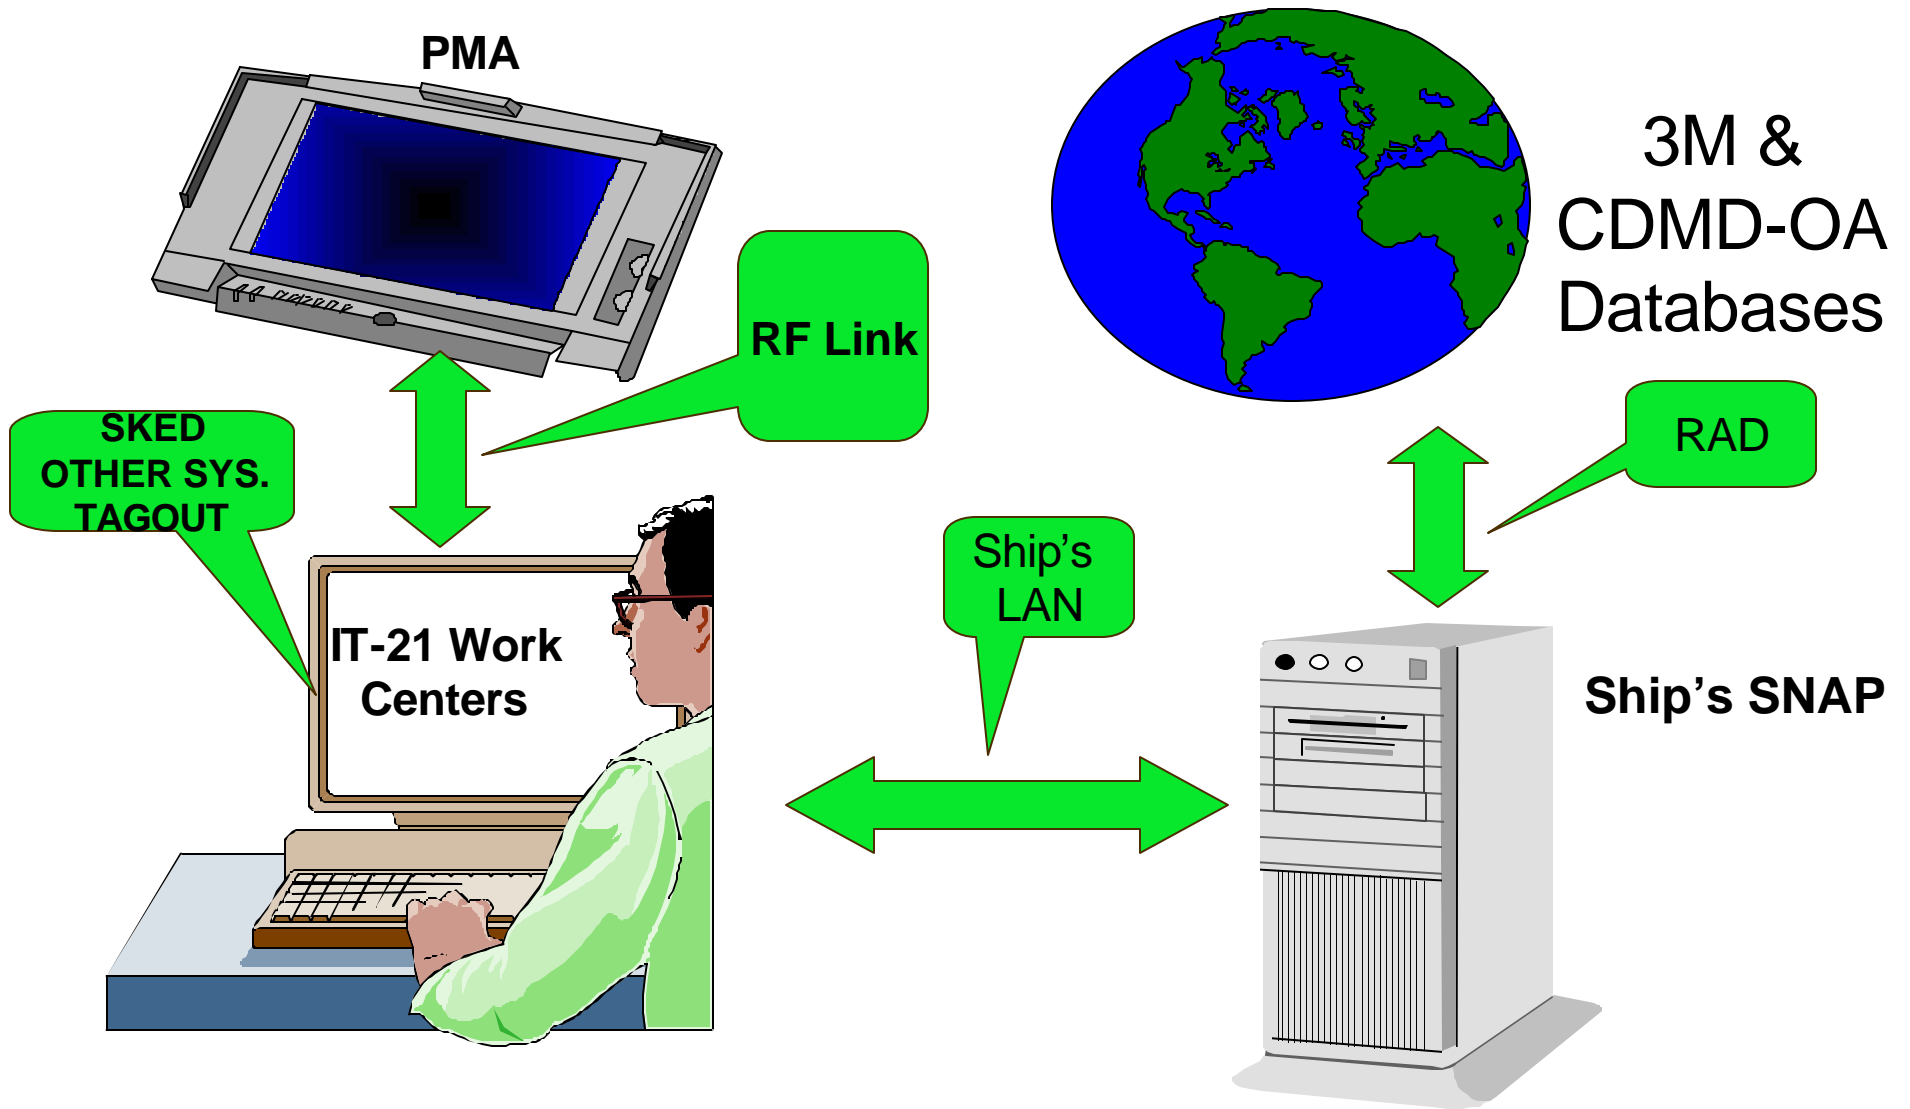 PMA
3M &
CDMD-OA
Databases
RF Link
RAD
SKED
OTHER SYS.
TAGOUT
Ship's
LAN
IT-21 Work
Centers
Ship's SNAP